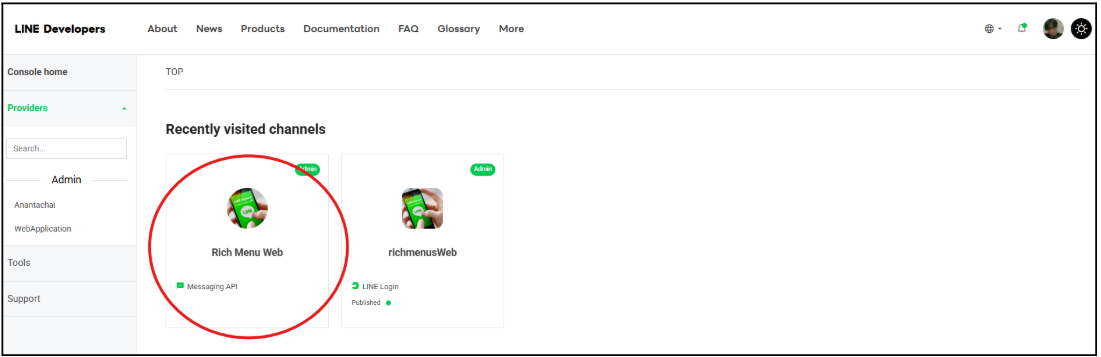 LINE Developers About News Products Documentation FAQ Glossary More
Console home
Providers
Search...
Admin
Anantachai
WebApplication
Tools
Support
TOP
Recently visited channels
Admin
Rich Menu Web
Messaging API
Admin
richmenusWeb
LINE Login
Published